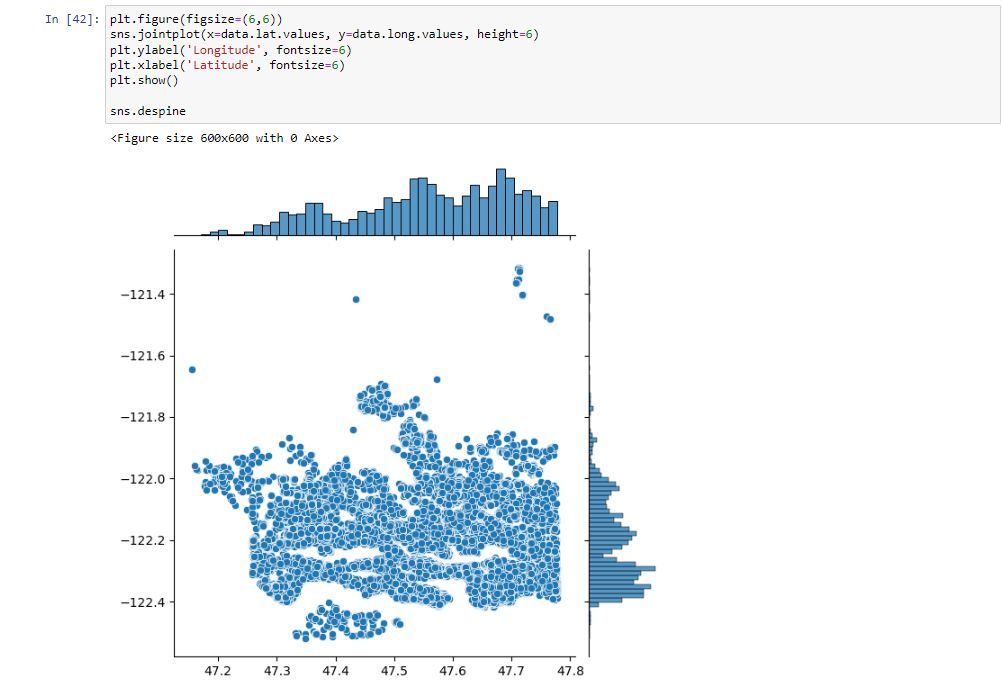 In [42]: plt.figure(figsize=(6,6))
sns.jointplot(x=data.lat.values, y=data.long.values, height=6)
plt.ylabel('Longitude', fontsize=6)
plt.xlabel('Latitude', fontsize=6)
plt.show()
sns.despine
<Figure size 600x600 with 0 Axes>
−121.4
−121.6
−121.8
−122.0
−122.2
−122.4
47.2 47.3 47.4 47.5 47.6 47.7 47.8